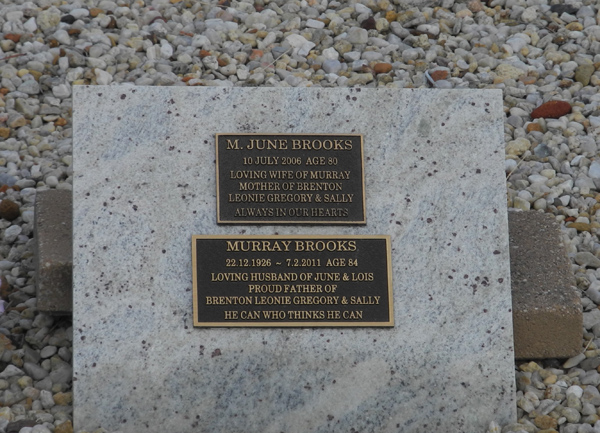 M. JUNE BROOKS
10 JULY 2006 AGE 80
LOVING WIFE OF MURRAY
MOTHER OF BRENTON
LEONIE GREGORY & SALLY
ALWAYS IN OUR HEARTS
MURRAY BROOKS
22.12.1926 ~ 7.2.2011 AGE 84
LOVING HUSBAND OF JUNE & LOIS
PROUD FATHER OF
BRENTON LEONIE GREGORY & SALLY
HE CAN WHO THINKS HE CAN